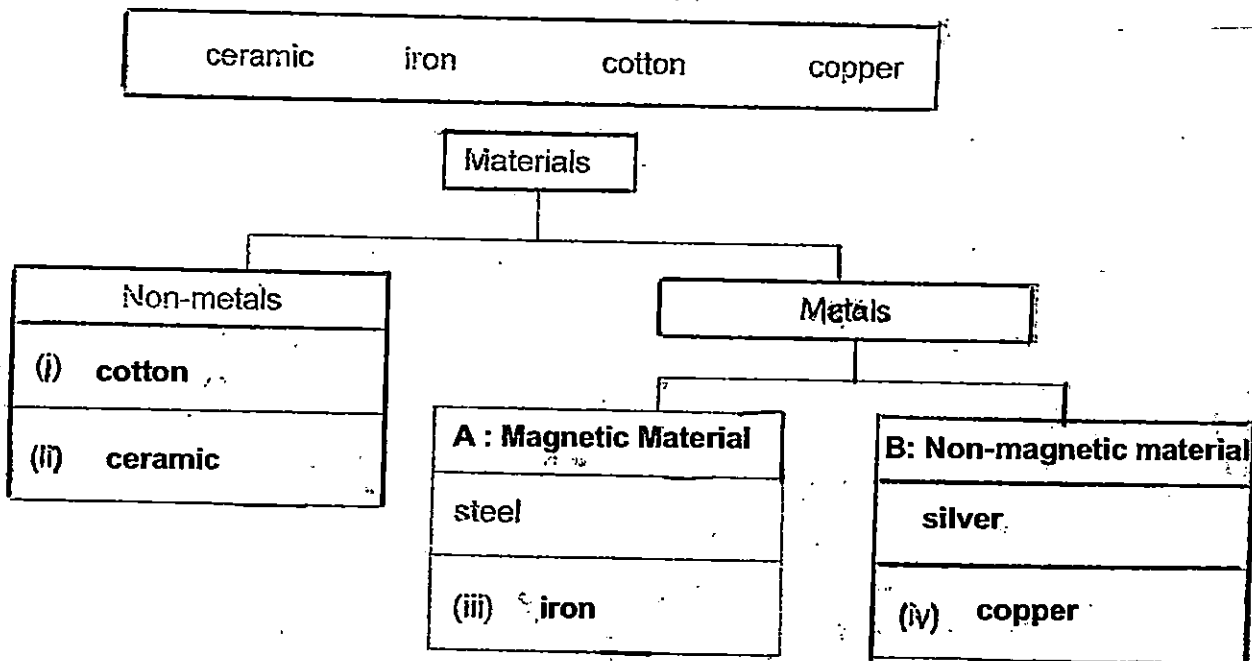 ceramic iron cotton copper
Materials
Non-metals
(i) cotton
(ii) ceramic
Metals
A : Magnetic Material
steel
(iii) iron
B: Non-magnetic material
silver
(iv) copper